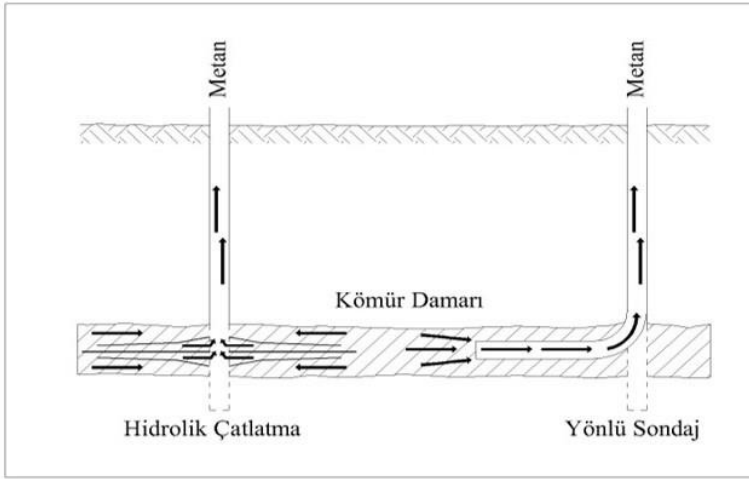 Metan
Metan
Kömür Damarı
Hidrolik Çatlatma
Yönlü Sondaj